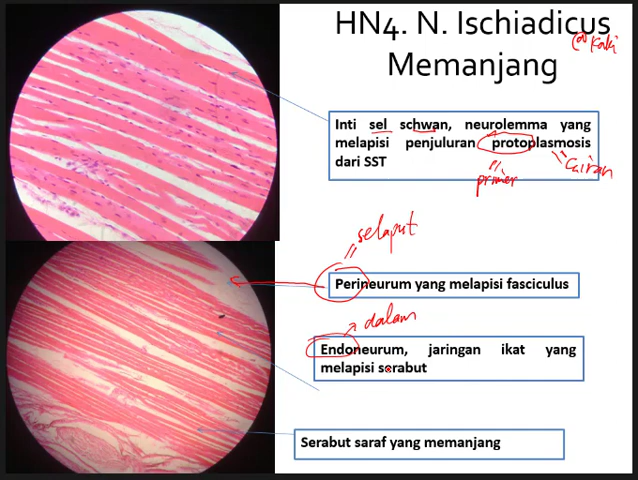 HN4. N. Ischiadicus
@ Kaki
Memanjang
Inti sel schwan, neurolemma yang
melapisi penjuluran protoplasmosis
dari SST
primer
Cairan
selaput
Perineurum yang melapisi fasciculus
dalam
Endoneurum, jaringan ikat yang
melapisi serabut
Serabut saraf yang memanjang